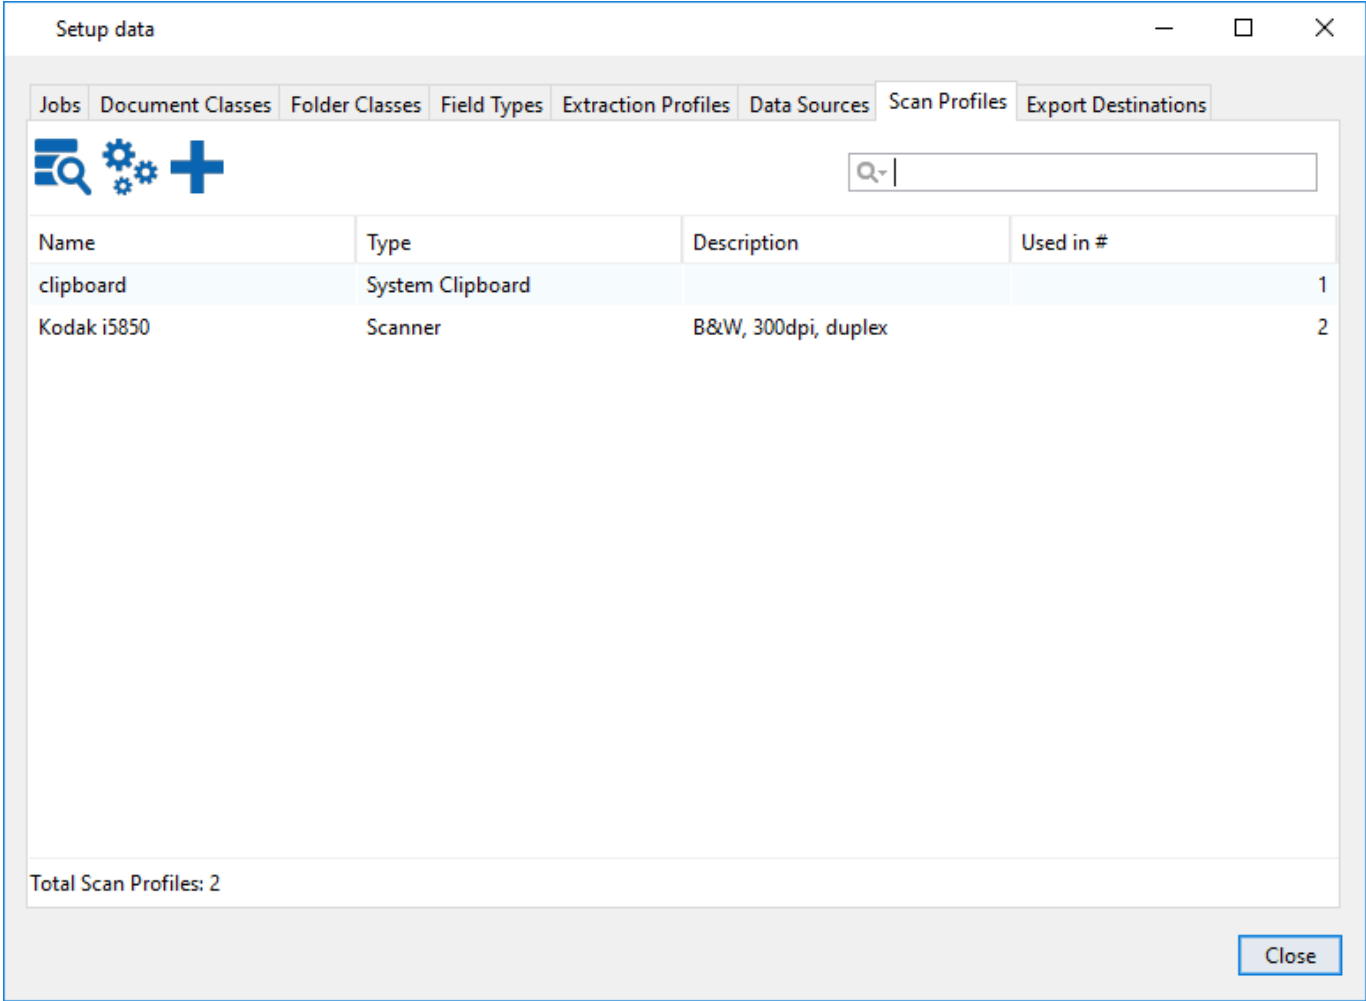 Setup data
Jobs Document Classes Folder Classes Field Types Extraction Profiles Data Sources Scan Profiles Export Destinations
Name Type Description Used in #
clipboard System Clipboard 1
Kodak i5850 Scanner B&W, 300dpi, duplex 2
Total Scan Profiles: 2
Close